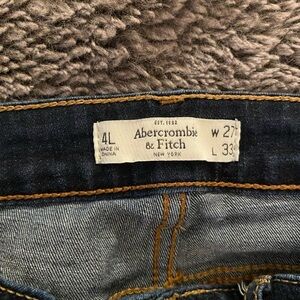 EST. 1892
4L
MADE IN
CHINA
Abercrombie
& Fitch
NEW YORK
W 27
L 33